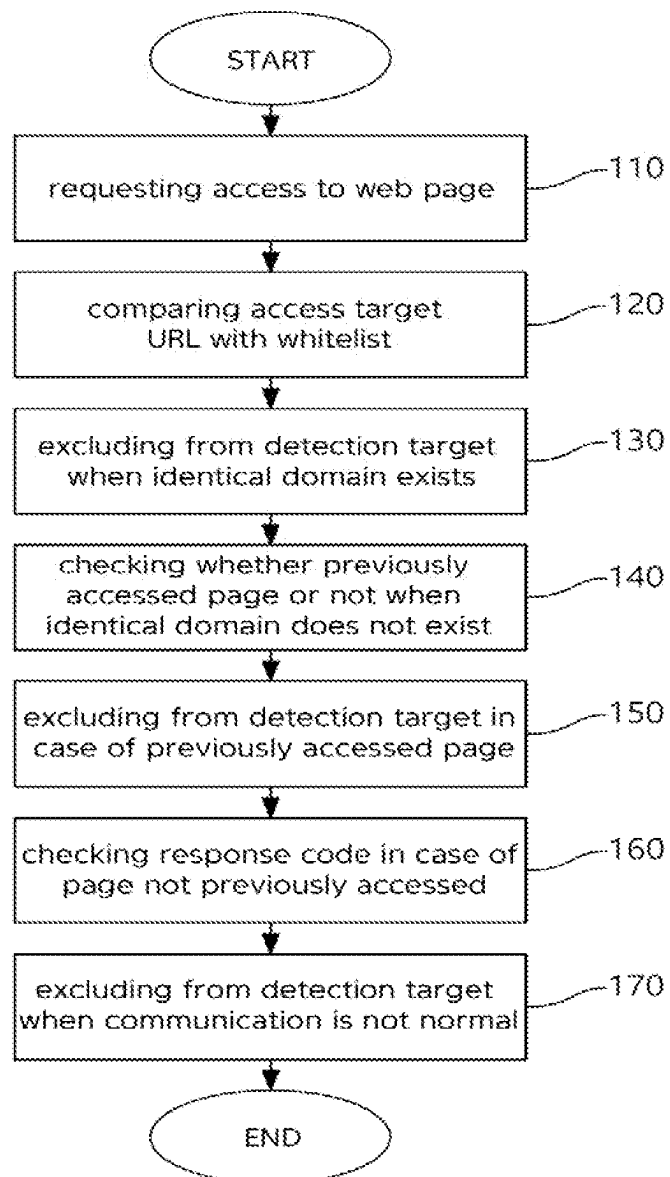 START
requesting access to web page
110
comparing access target
URL with whitelist
120
excluding from detection target
when identical domain exists
130
checking whether previously
accessed page or not when
identical domain does not exist
140
excluding from detection target in
case of previously accessed page
150
checking response code in case of
page not previously accessed
160
excluding from detection target
when communication is not normal
170
END